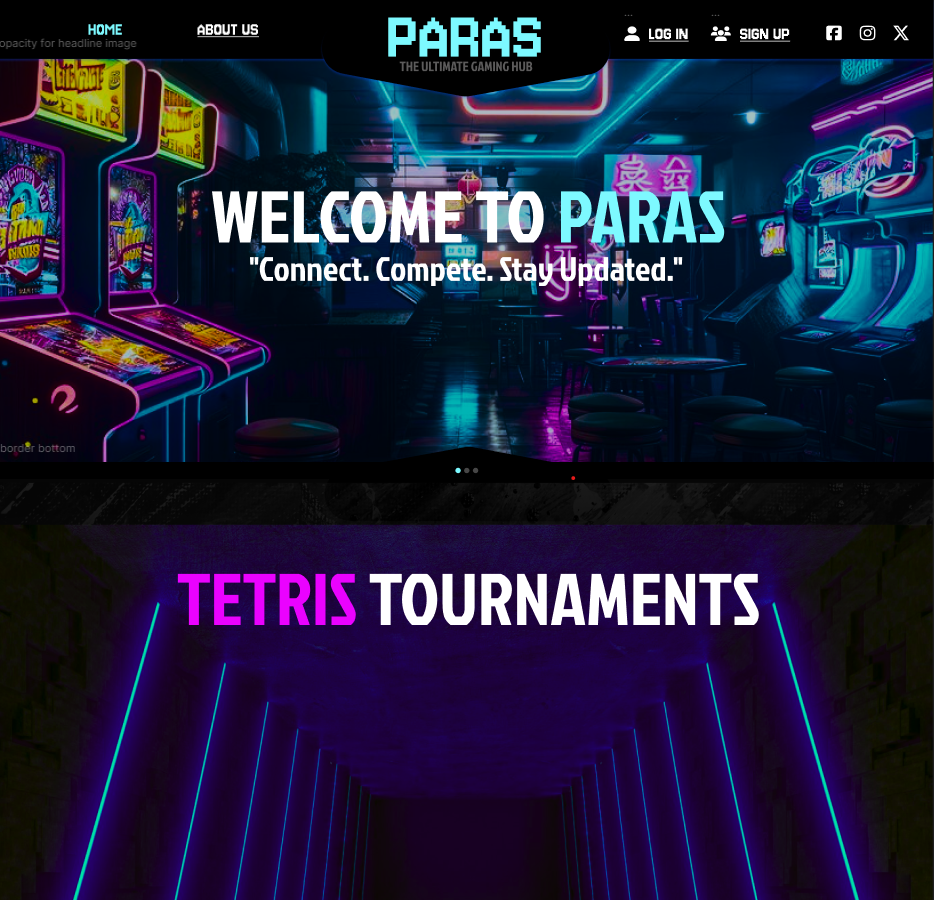 HOME
ABOUT US
PARAS
THE ULTIMATE GAMING HUB
...
LOG IN
...
SIGN UP
opacity for headline image
WELCOME TO PARAS
"Connect. Compete. Stay Updated."
border bottom
TETRIS TOURNAMENTS